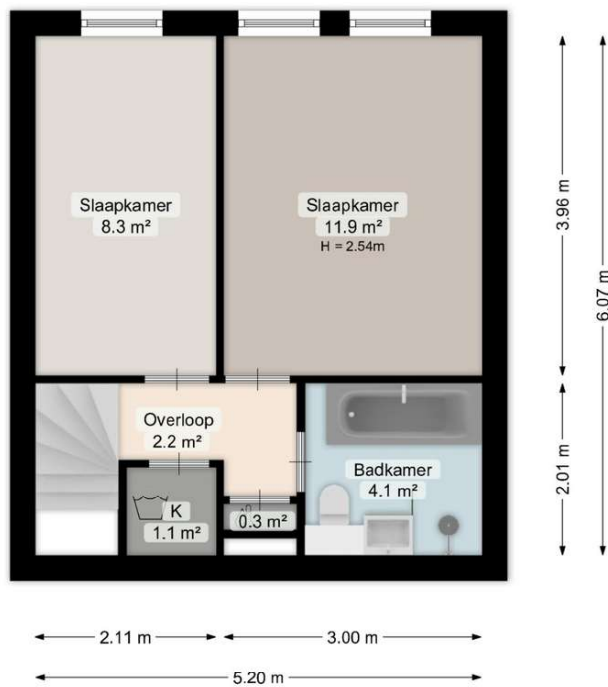 Slaapkamer
8.3 m²
Slaapkamer
11.9 m²
H = 2.54m
3.96 m
6.07 m
Overloop
2.2 m²
Badkamer
4.1 m²
2.01 m
K
1.1 m²
0.3 m²
2.11 m
3.00 m
5.20 m